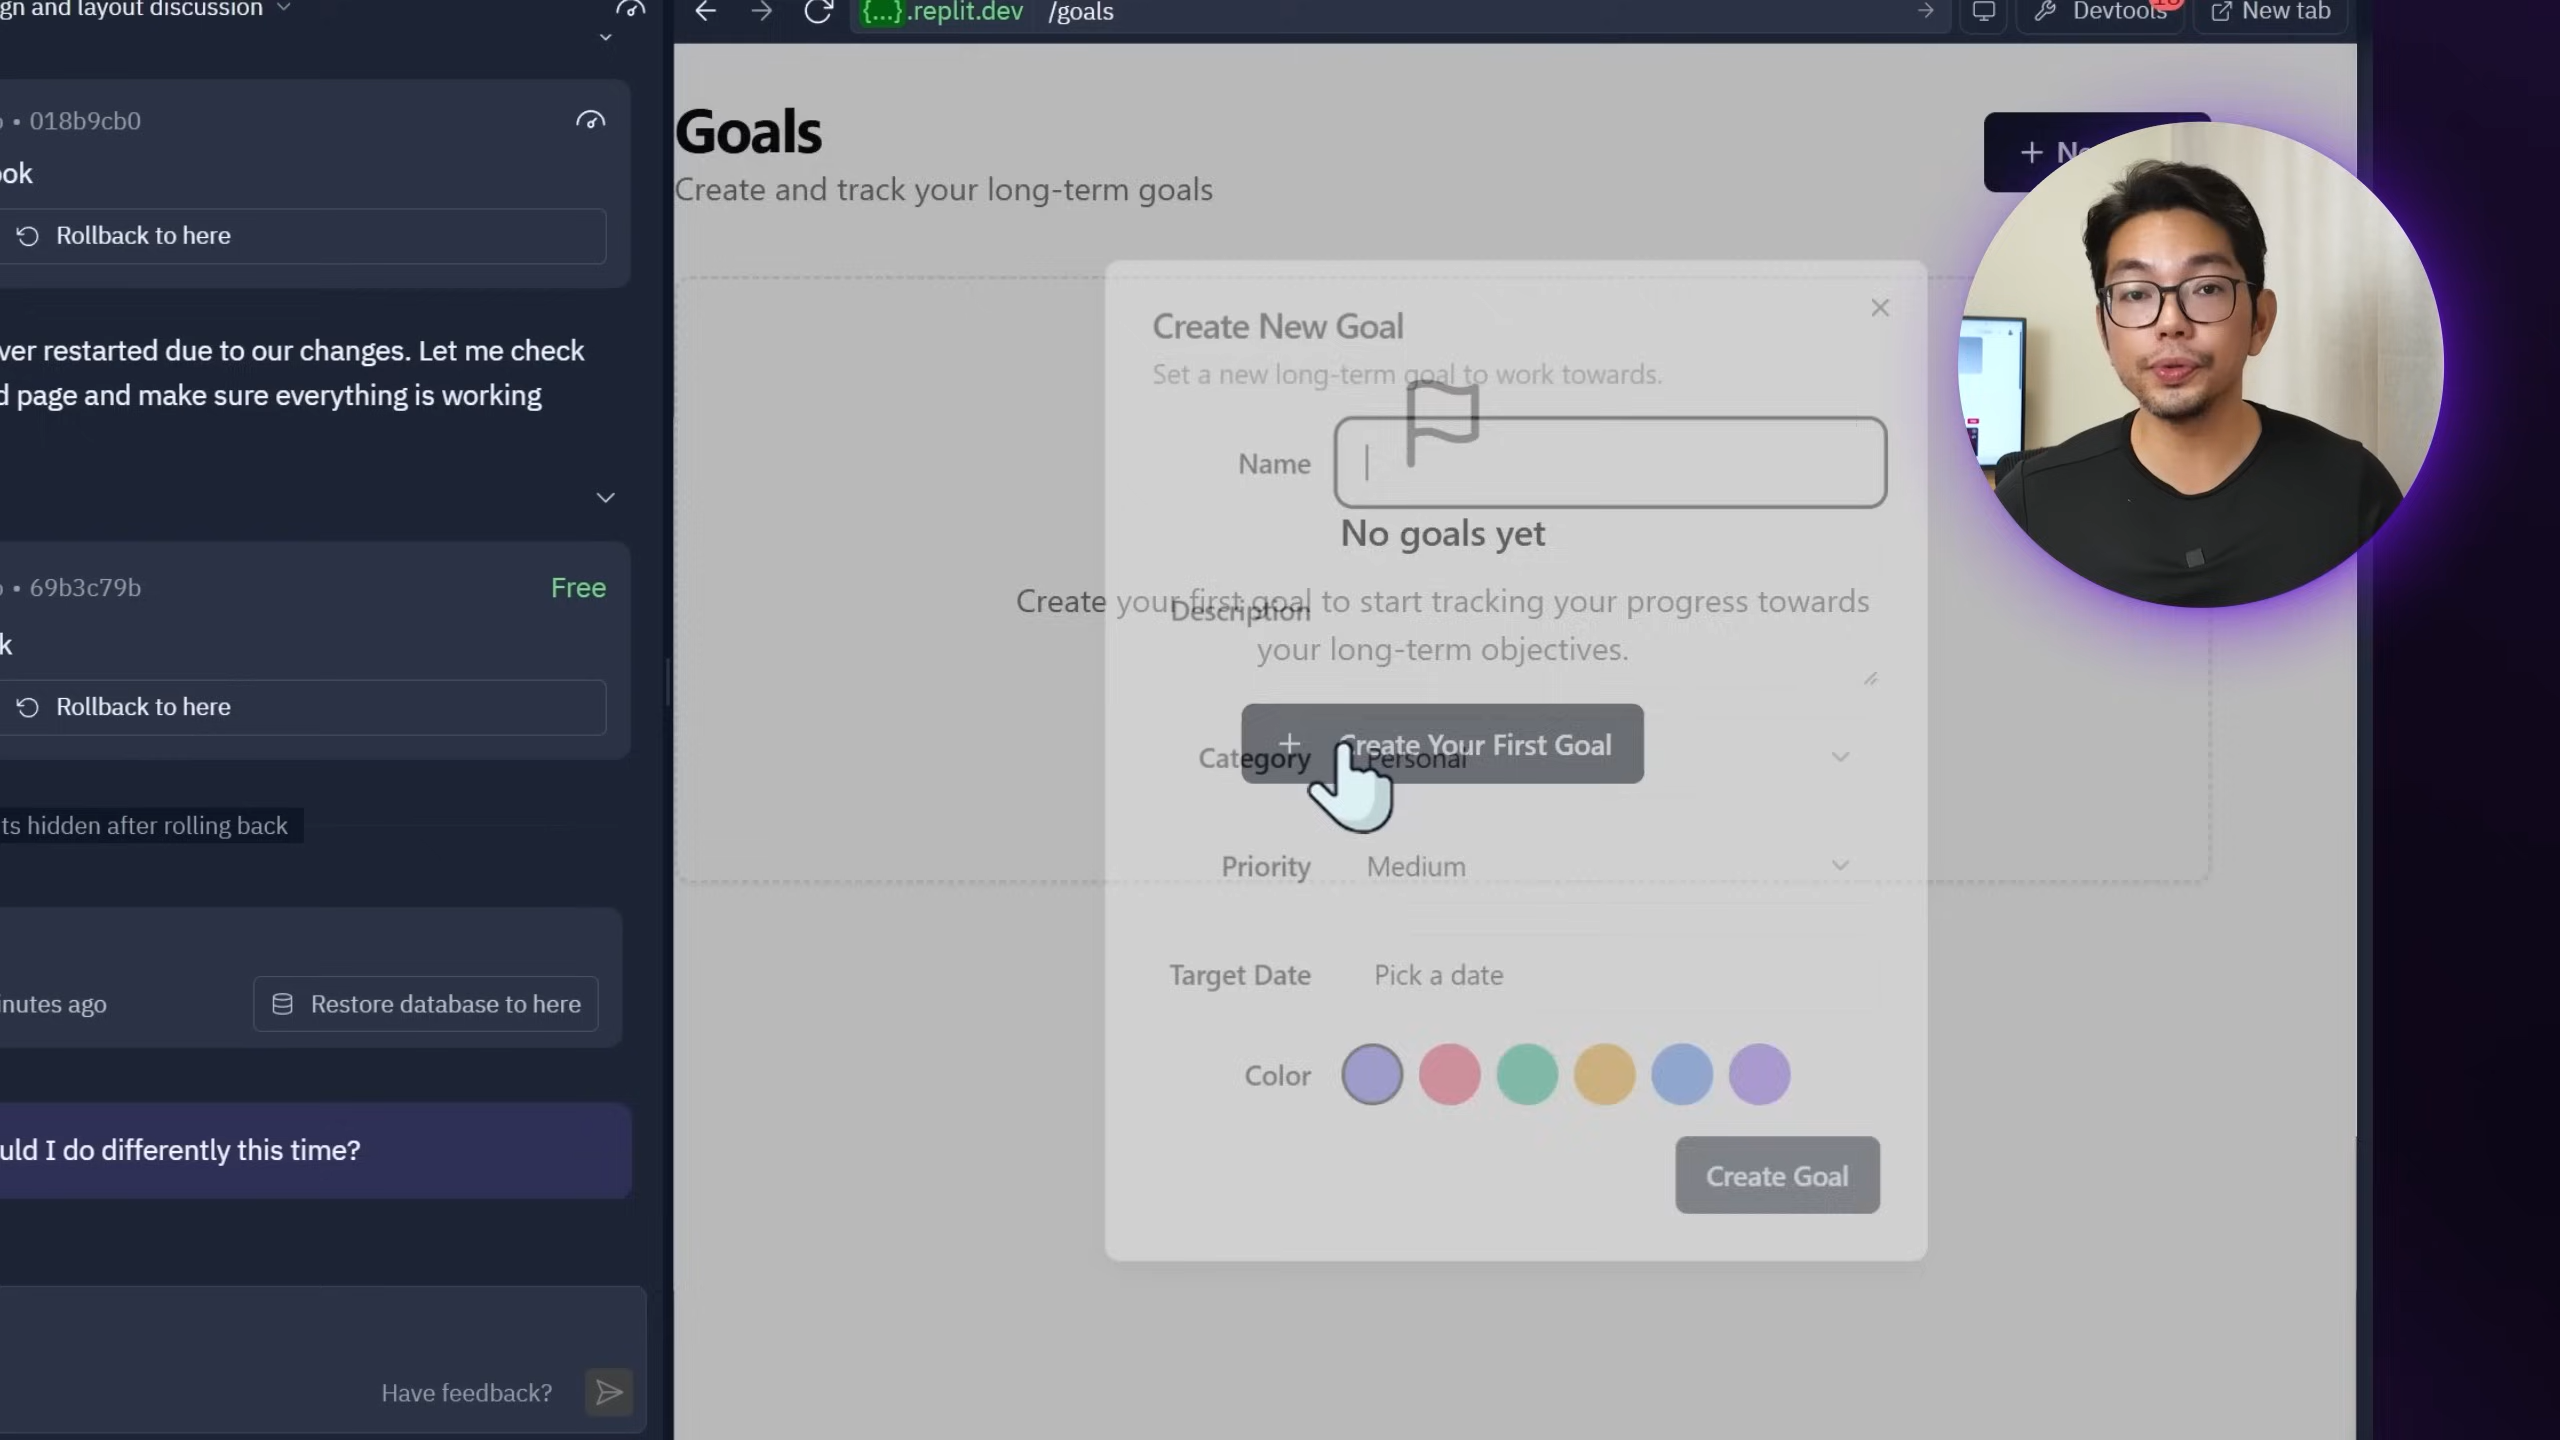 gn and layout discussion
• 018b9cb0
ook
Rollback to here
ver restarted due to our changes. Let me check
d page and make sure everything is working
• 69b3c79b
Free
k
Rollback to here
ts hidden after rolling back
inutes ago
Restore database to here
uld I do differently this time?
Have feedback?
{...}.replit.dev /goals
Devtools
New tab
Goals
Create and track your long-term goals
+ Ne
Create New Goal
Set a new long-term goal to work towards.
Name
No goals yet
Description
Create your first goal to start tracking your progress towards
your long-term objectives.
+ Create Your First Goal
Category
Personal
Priority
Medium
Target Date
Pick a date
Color
Create Goal